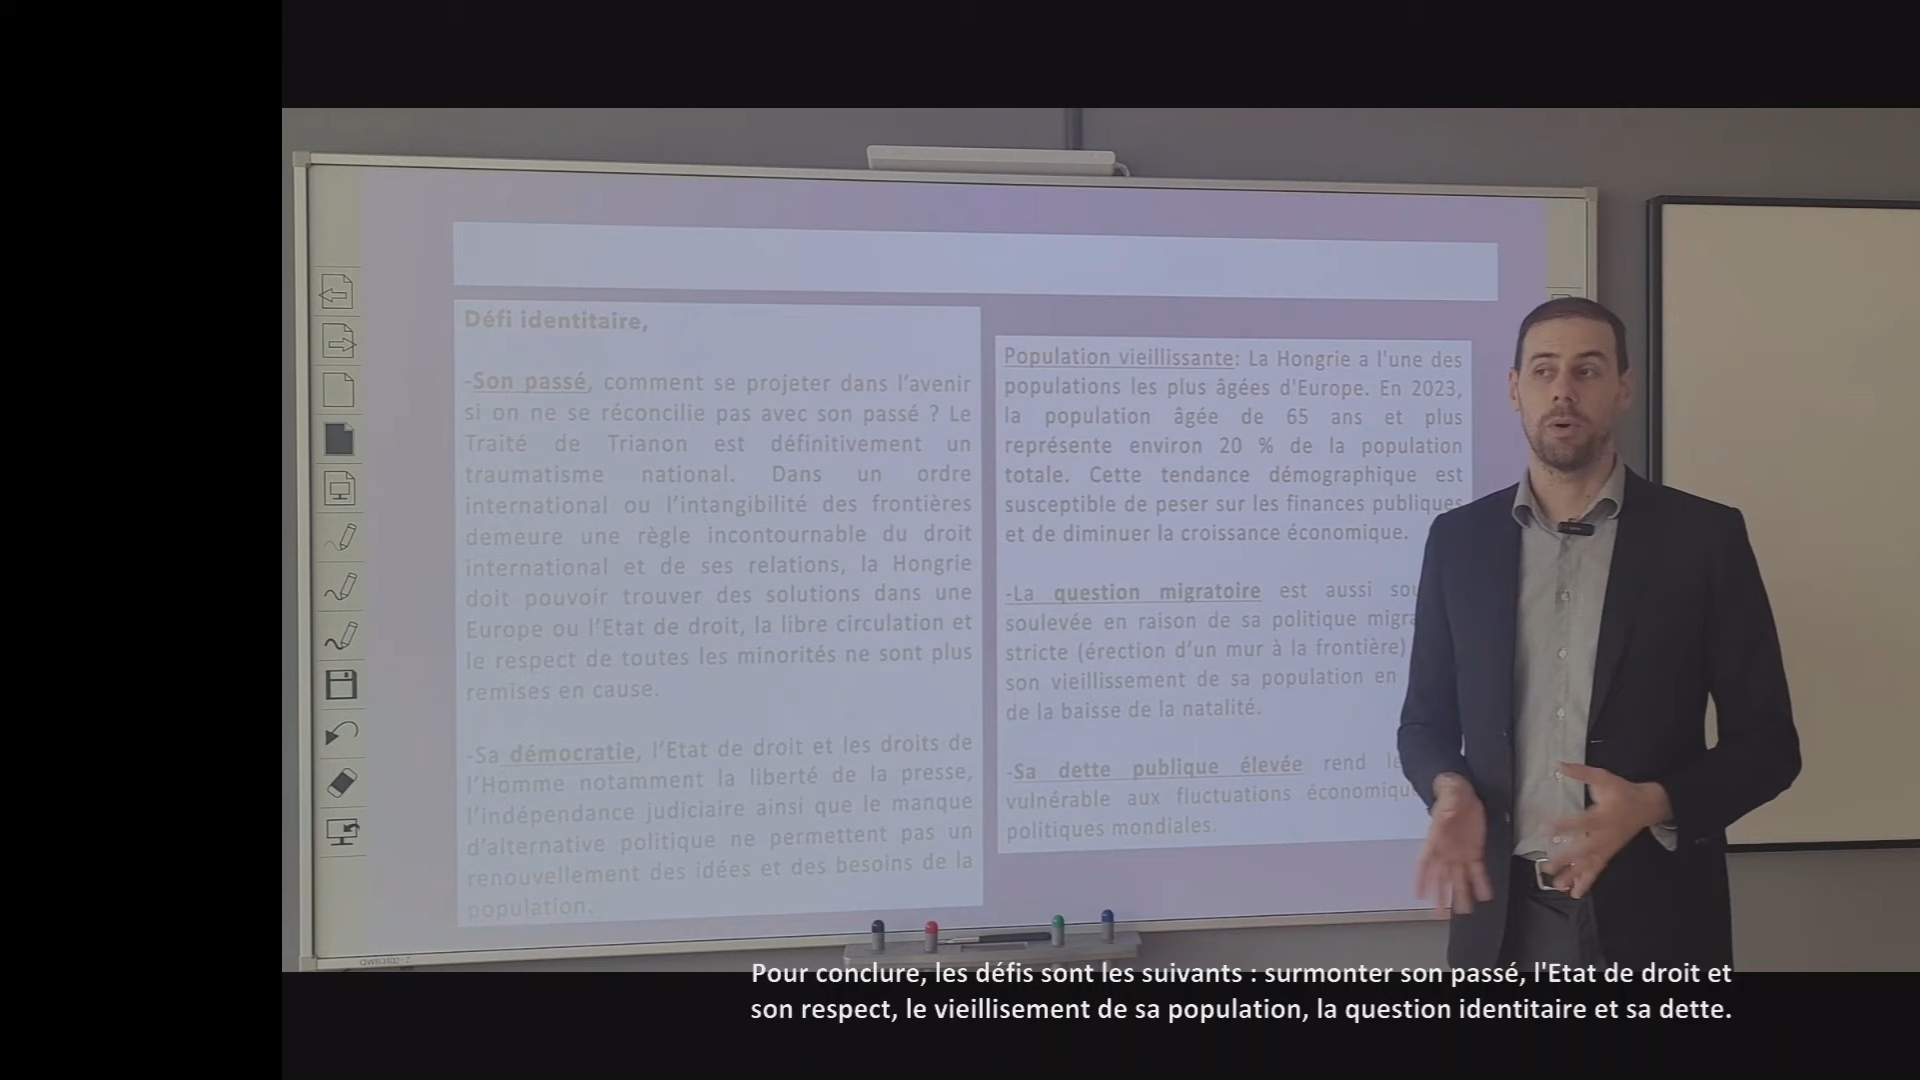 Défi identitaire,
-Son passé, comment se projeter dans l'avenir
si on ne se réconcilie pas avec son passé ? Le
Traité de Trianon est définitivement un
traumatisme national. Dans un ordre
international ou l'intangibilité des frontières
demeure une règle incontournable du droit
international et de ses relations, la Hongrie
doit pouvoir trouver des solutions dans une
Europe ou l'Etat de droit, la libre circulation et
le respect de toutes les minorités ne sont plus
remises en cause.
-Sa démocratie, l'Etat de droit et les droits de
l'Homme notamment la liberté de la presse,
l'indépendance judiciaire ainsi que le manque
d'alternative politique ne permettent pas un
renouvellement des idées et des besoins de la
population.
Population vieillissante: La Hongrie a l'une des
populations les plus âgées d'Europe. En 2023,
la population âgée de 65 ans et plus
représente environ 20 % de la population
totale. Cette tendance démographique est
susceptible de peser sur les finances publiques
et de diminuer la croissance économique.
-La question migratoire est aussi
soulevée en raison de sa politique
stricte (érection d'un mur à la frontière)
son vieillissement de sa population en
de la baisse de la natalité.
-Sa dette publique élevée rend
vulnérable aux fluctuations
politiques mondiales.
Pour conclure, les défis sont les suivants : surmonter son passé, l'Etat de droit et
son respect, le vieillisement de sa population, la question identitaire et sa dette.